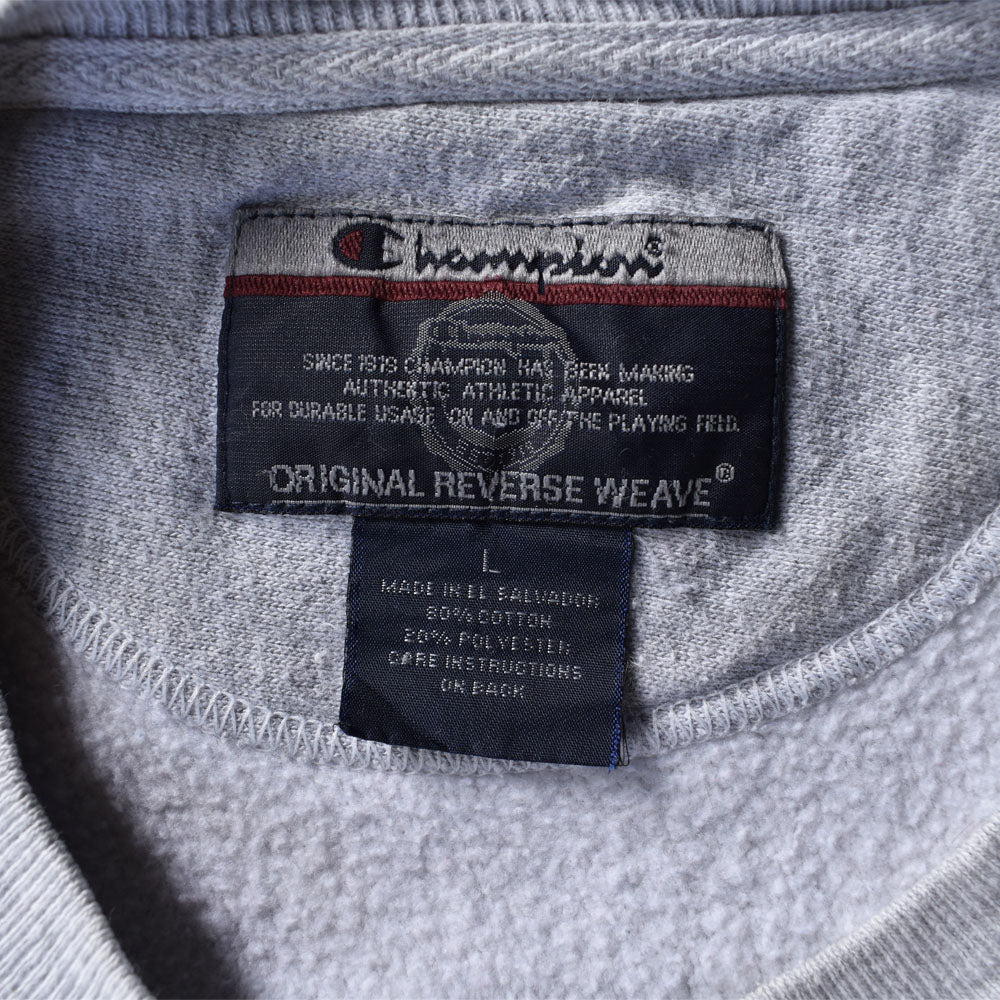 Champion®
SINCE 1919 CHAMPION HAS BEEN MAKING
AUTHENTIC ATHLETIC APPAREL
FOR DURABLE USAGE ON AND OFF THE PLAYING FIELD.
ORIGINAL REVERSE WEAVE®
L
MADE IN EL SALVADOR
80% COTTON
20% POLYESTER
CARE INSTRUCTIONS
ON BACK